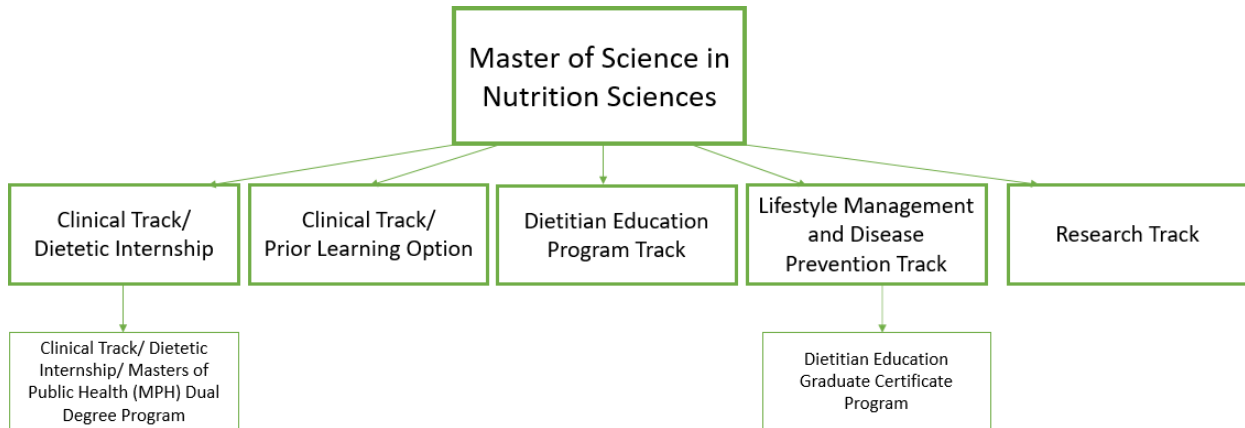 Master of Science in
Nutrition Sciences
Clinical Track/
Dietetic Internship
Clinical Track/
Prior Learning Option
Dietitian Education
Program Track
Lifestyle Management
and Disease
Prevention Track
Research Track
Clinical Track/ Dietetic
Internship/ Masters of
Public Health (MPH) Dual
Degree Program
Dietitian Education
Graduate Certificate
Program